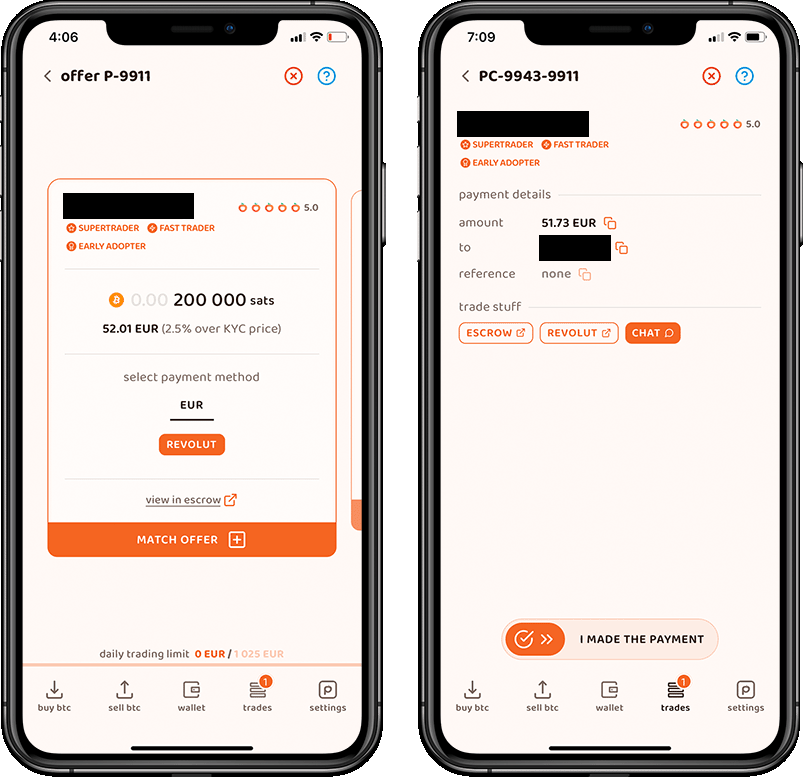 4:06
offer P-9911
5.0
SUPERTRADER FAST TRADER
EARLY ADOPTER
0.00 200 000 sats
52.01 EUR (2.5% over KYC price)
select payment method
EUR
REVOLUT
view in escrow
MATCH OFFER
daily trading limit 0 EUR / 1 025 EUR
1
buy btc sell btc wallet trades settings
7:09
PC-9943-9911
5.0
SUPERTRADER FAST TRADER
EARLY ADOPTER
payment details
amount 51.73 EUR
to
reference none
trade stuff
ESCROW REVOLUT CHAT
I MADE THE PAYMENT
1
buy btc sell btc wallet trades settings